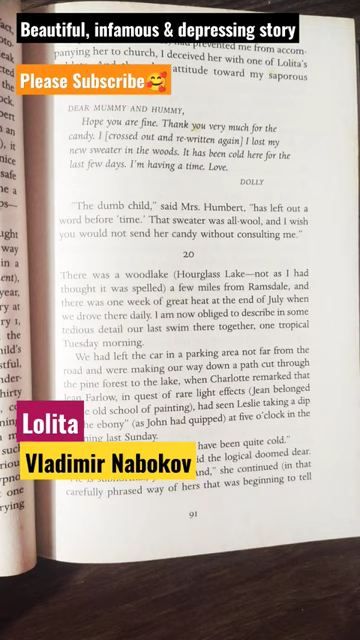 Beautiful, infamous & depressing story
prevented me from accom-
panying her to church, I deceived her with one of Lolita's
attitude toward my saporous
Please Subscribe🥰
DEAR MUMMY AND HUMMY,
Hope you are fine. Thank you very much for the
candy. I [crossed out and re-written again] I lost my
new sweater in the woods. It has been cold here for the
last few days. I'm having a time. Love.
DOLLY
"The dumb child," said Mrs. Humbert, "has left out a
word before 'time.' That sweater was all-wool, and I wish
you would not send her candy without consulting me."
20
There was a woodlake (Hourglass Lake—not as I had
thought it was spelled) a few miles from Ramsdale, and
there was one week of great heat at the end of July when
we drove there daily. I am now obliged to describe in some
tedious detail our last swim there together, one tropical
Tuesday morning.
We had left the car in a parking area not far from the
road and were making our way down a path cut through
the pine forest to the lake, when Charlotte remarked that
Jean Farlow, in quest of rare light effects (Jean belonged
old school of painting), had seen Leslie taking a dip
ebony" (as John had quipped) at five o'clock in the
last Sunday.
Lolita
have been quite cold."
Vladimir Nabokov
the logical doomed dear.
she continued (in that
carefully phrased way of hers that was beginning to tell
91